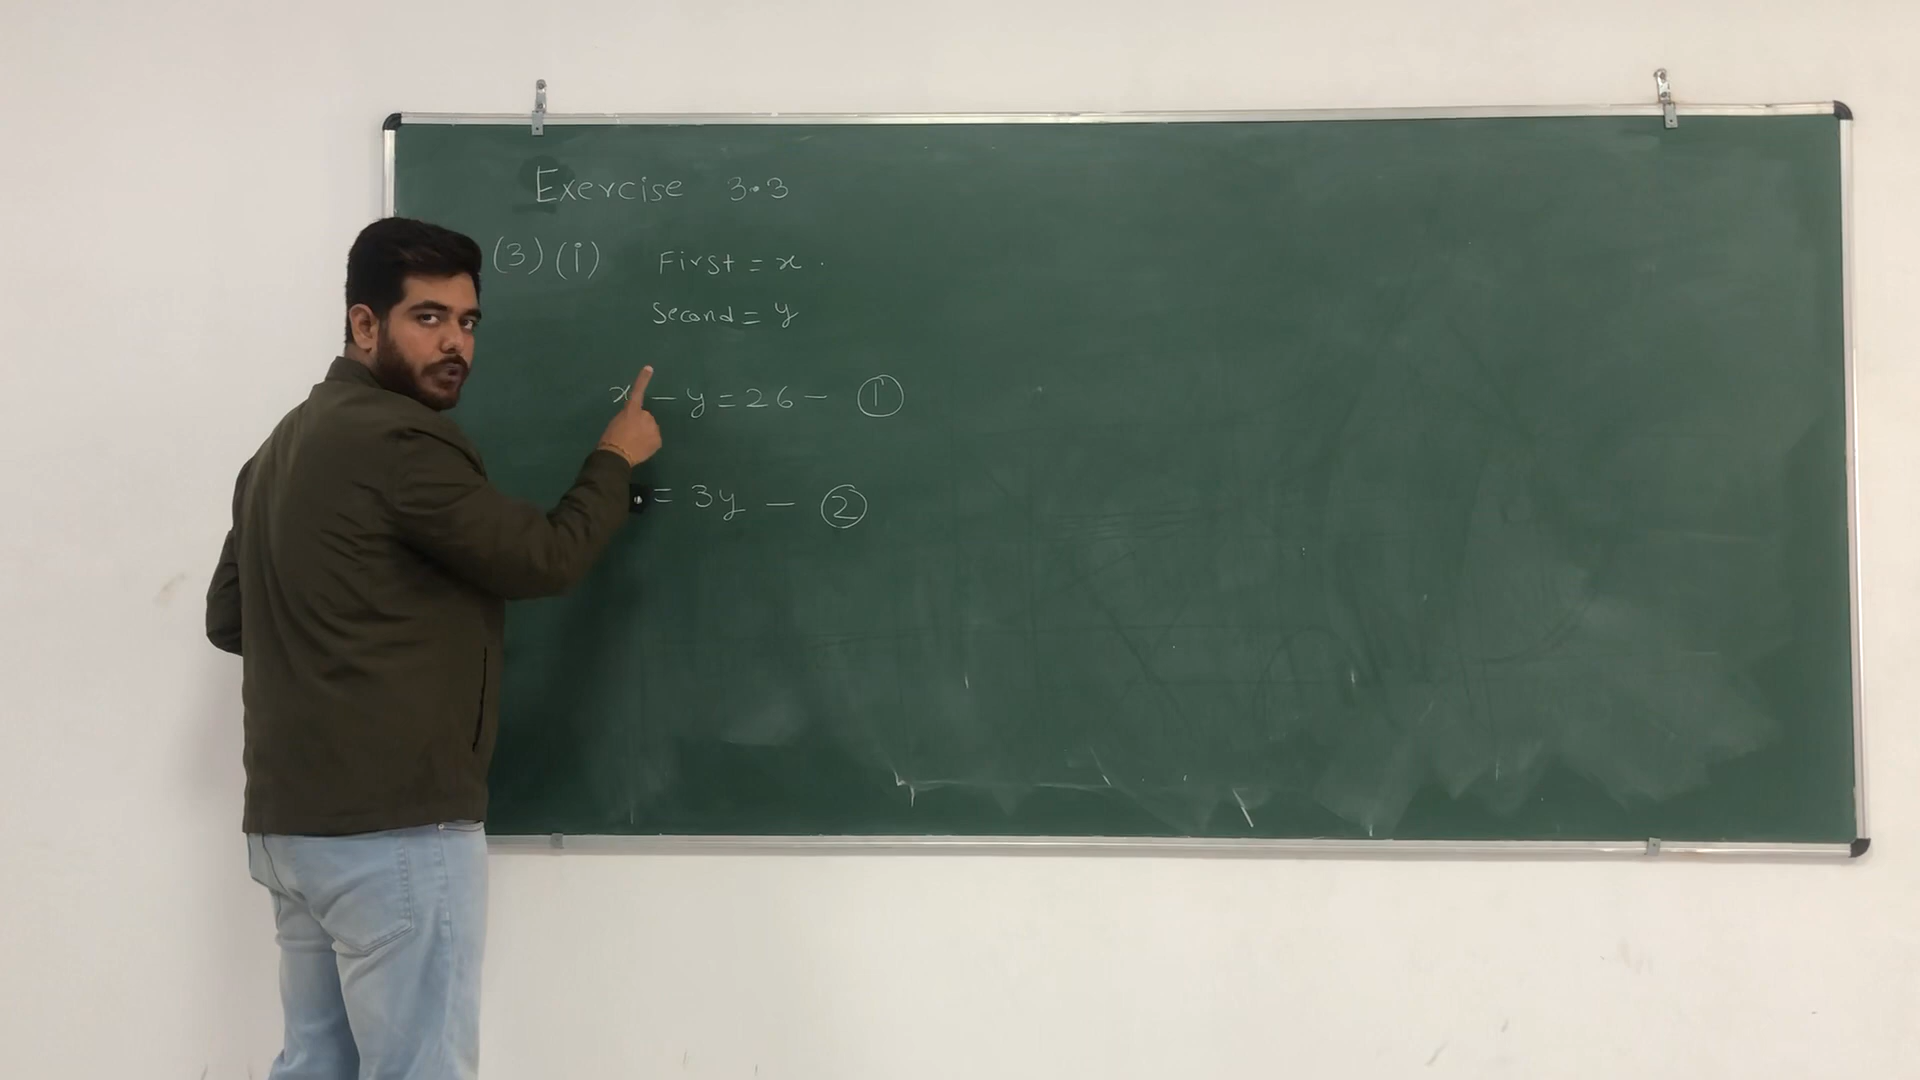 Exercise 3.3
(3) (i) First = x .
Second = y
x - y = 26 - ①
= 3y - ②